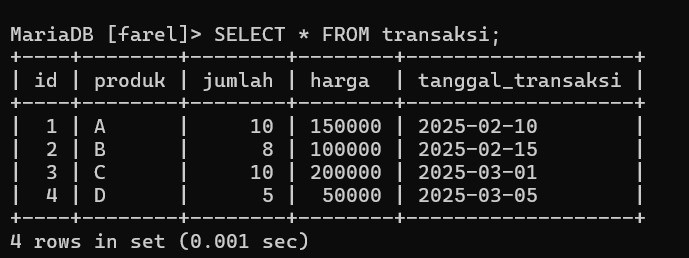 MariaDB [farel]> SELECT * FROM transaksi;
+----+--------+--------+--------+-------------------+
| id | produk | jumlah | harga  | tanggal_transaksi |
+----+--------+--------+--------+-------------------+
|  1 | A      |     10 | 150000 | 2025-02-10        |
|  2 | B      |      8 | 100000 | 2025-02-15        |
|  3 | C      |     10 | 200000 | 2025-03-01        |
|  4 | D      |      5 |  50000 | 2025-03-05        |
+----+--------+--------+--------+-------------------+
4 rows in set (0.001 sec)